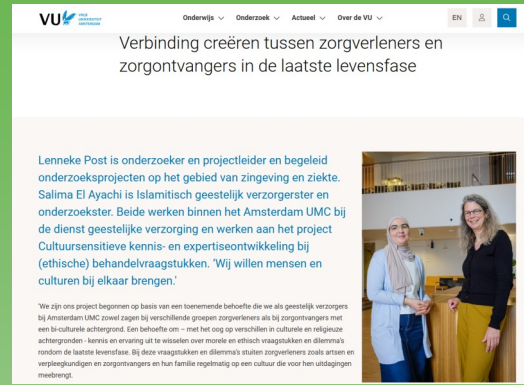 VU VRIJE UNIVERSITEIT AMSTERDAM
Onderwijs Onderzoek Actueel Over de VU EN
Verbinding creëren tussen zorgverleners en
zorgontvangers in de laatste levensfase
Lenneke Post is onderzoeker en projectleider en begeleid
onderzoeksprojecten op het gebied van zingeving en ziekte.
Salima El Ayachi is Islamitisch geestelijk verzorgerster en
onderzoekster. Beide werken binnen het Amsterdam UMC bij
de dienst geestelijke verzorging en werken aan het project
Cultuursensitieve kennis- en expertiseontwikkeling bij
(ethische) behandelvraagstukken. 'Wij willen mensen en
culturen bij elkaar brengen.'
'We zijn ons project begonnen op basis van een toenemende behoefte die we als geestelijk verzorgers
bij Amsterdam UMC zowel zagen bij verschillende groepen zorgverleners als bij zorgontvangers met
een bi-culturele achtergrond. Een behoefte om – met het oog op verschillen in culturele en religieuze
achtergronden - kennis en ervaring uit te wisselen over morele en ethisch vraagstukken en dilemma's
rondom de laatste levensfase. Bij deze vraagstukken en dilemma's stuiten zorgverleners zoals artsen en
verpleegkundigen en zorgontvangers en hun familie regelmatig op een cultuur die voor hen uitdagingen
meebrengt.